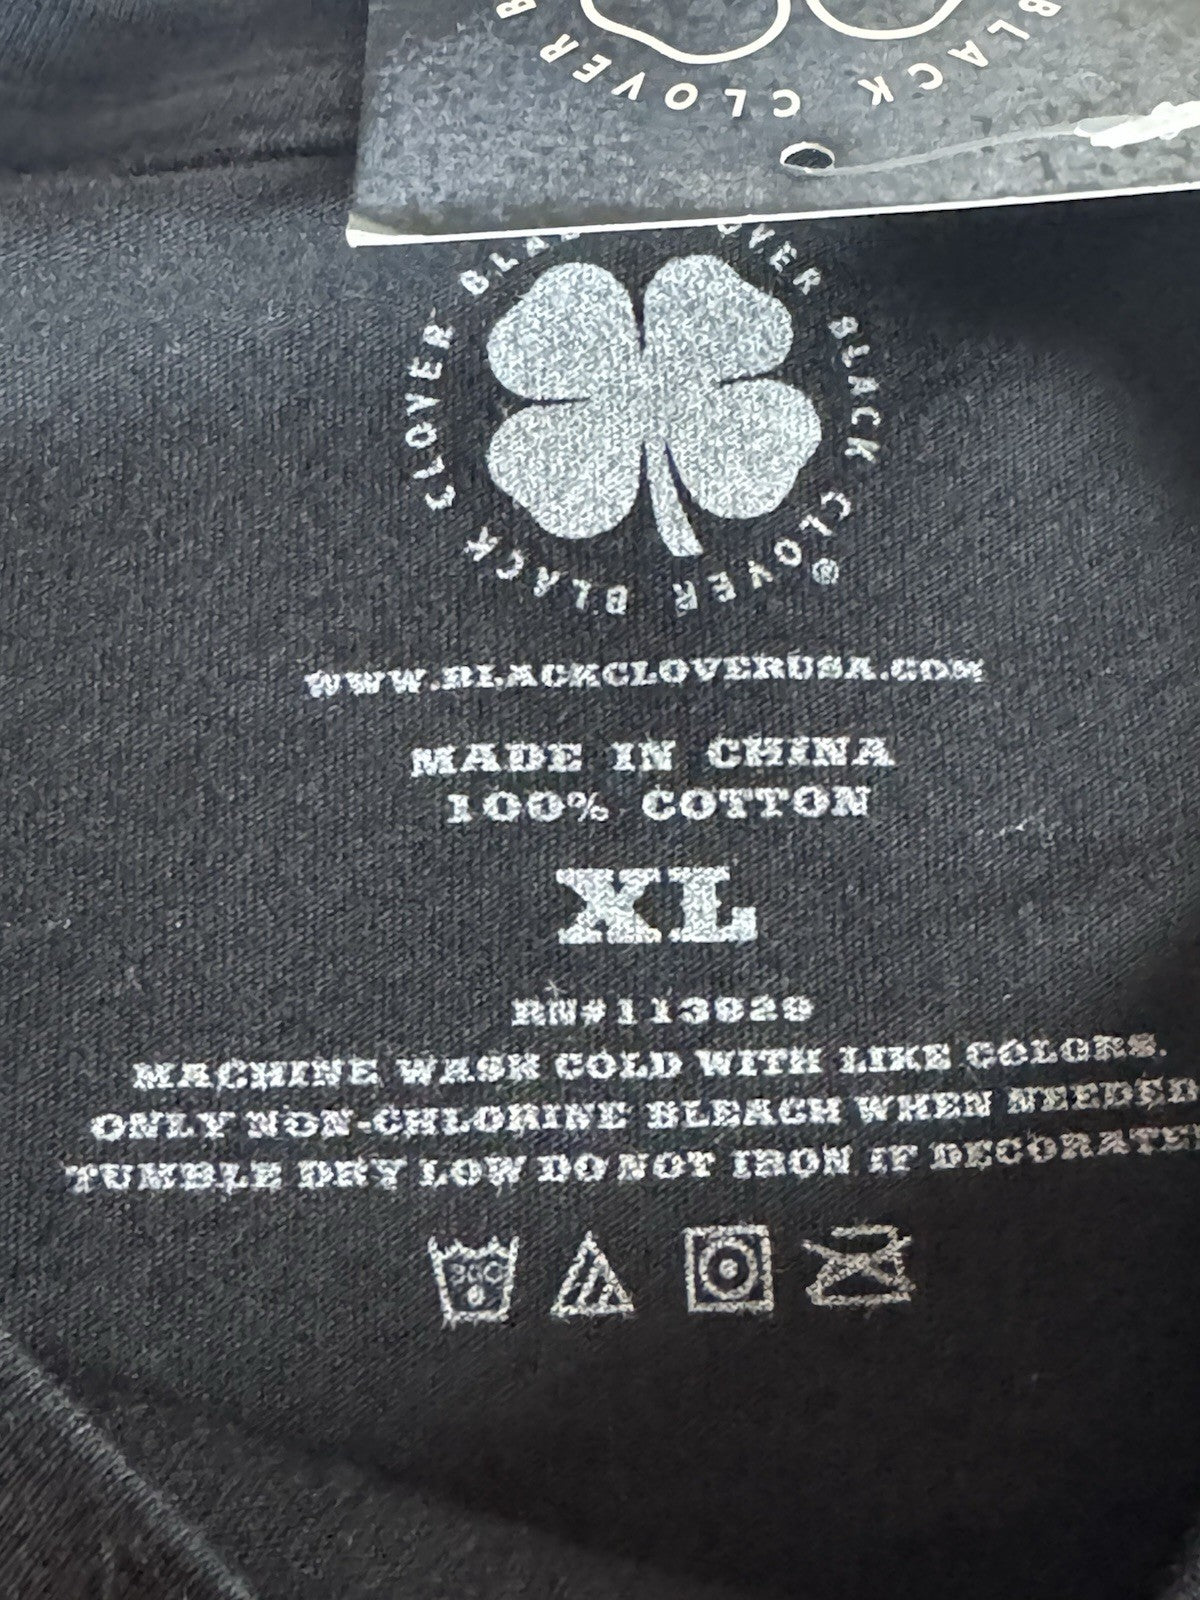 B BLACK CLOVER B
BLACK CLOVER BLACK CLOVER BLACK CLOVER ®
WWW.BLACKCLOVERUSA.COM
MADE IN CHINA
100% COTTON
XL
RN#113829
MACHINE WASH COLD WITH LIKE COLORS.
ONLY NON-CHLORINE BLEACH WHEN NEEDED
TUMBLE DRY LOW DO NOT IRON IF DECORATE